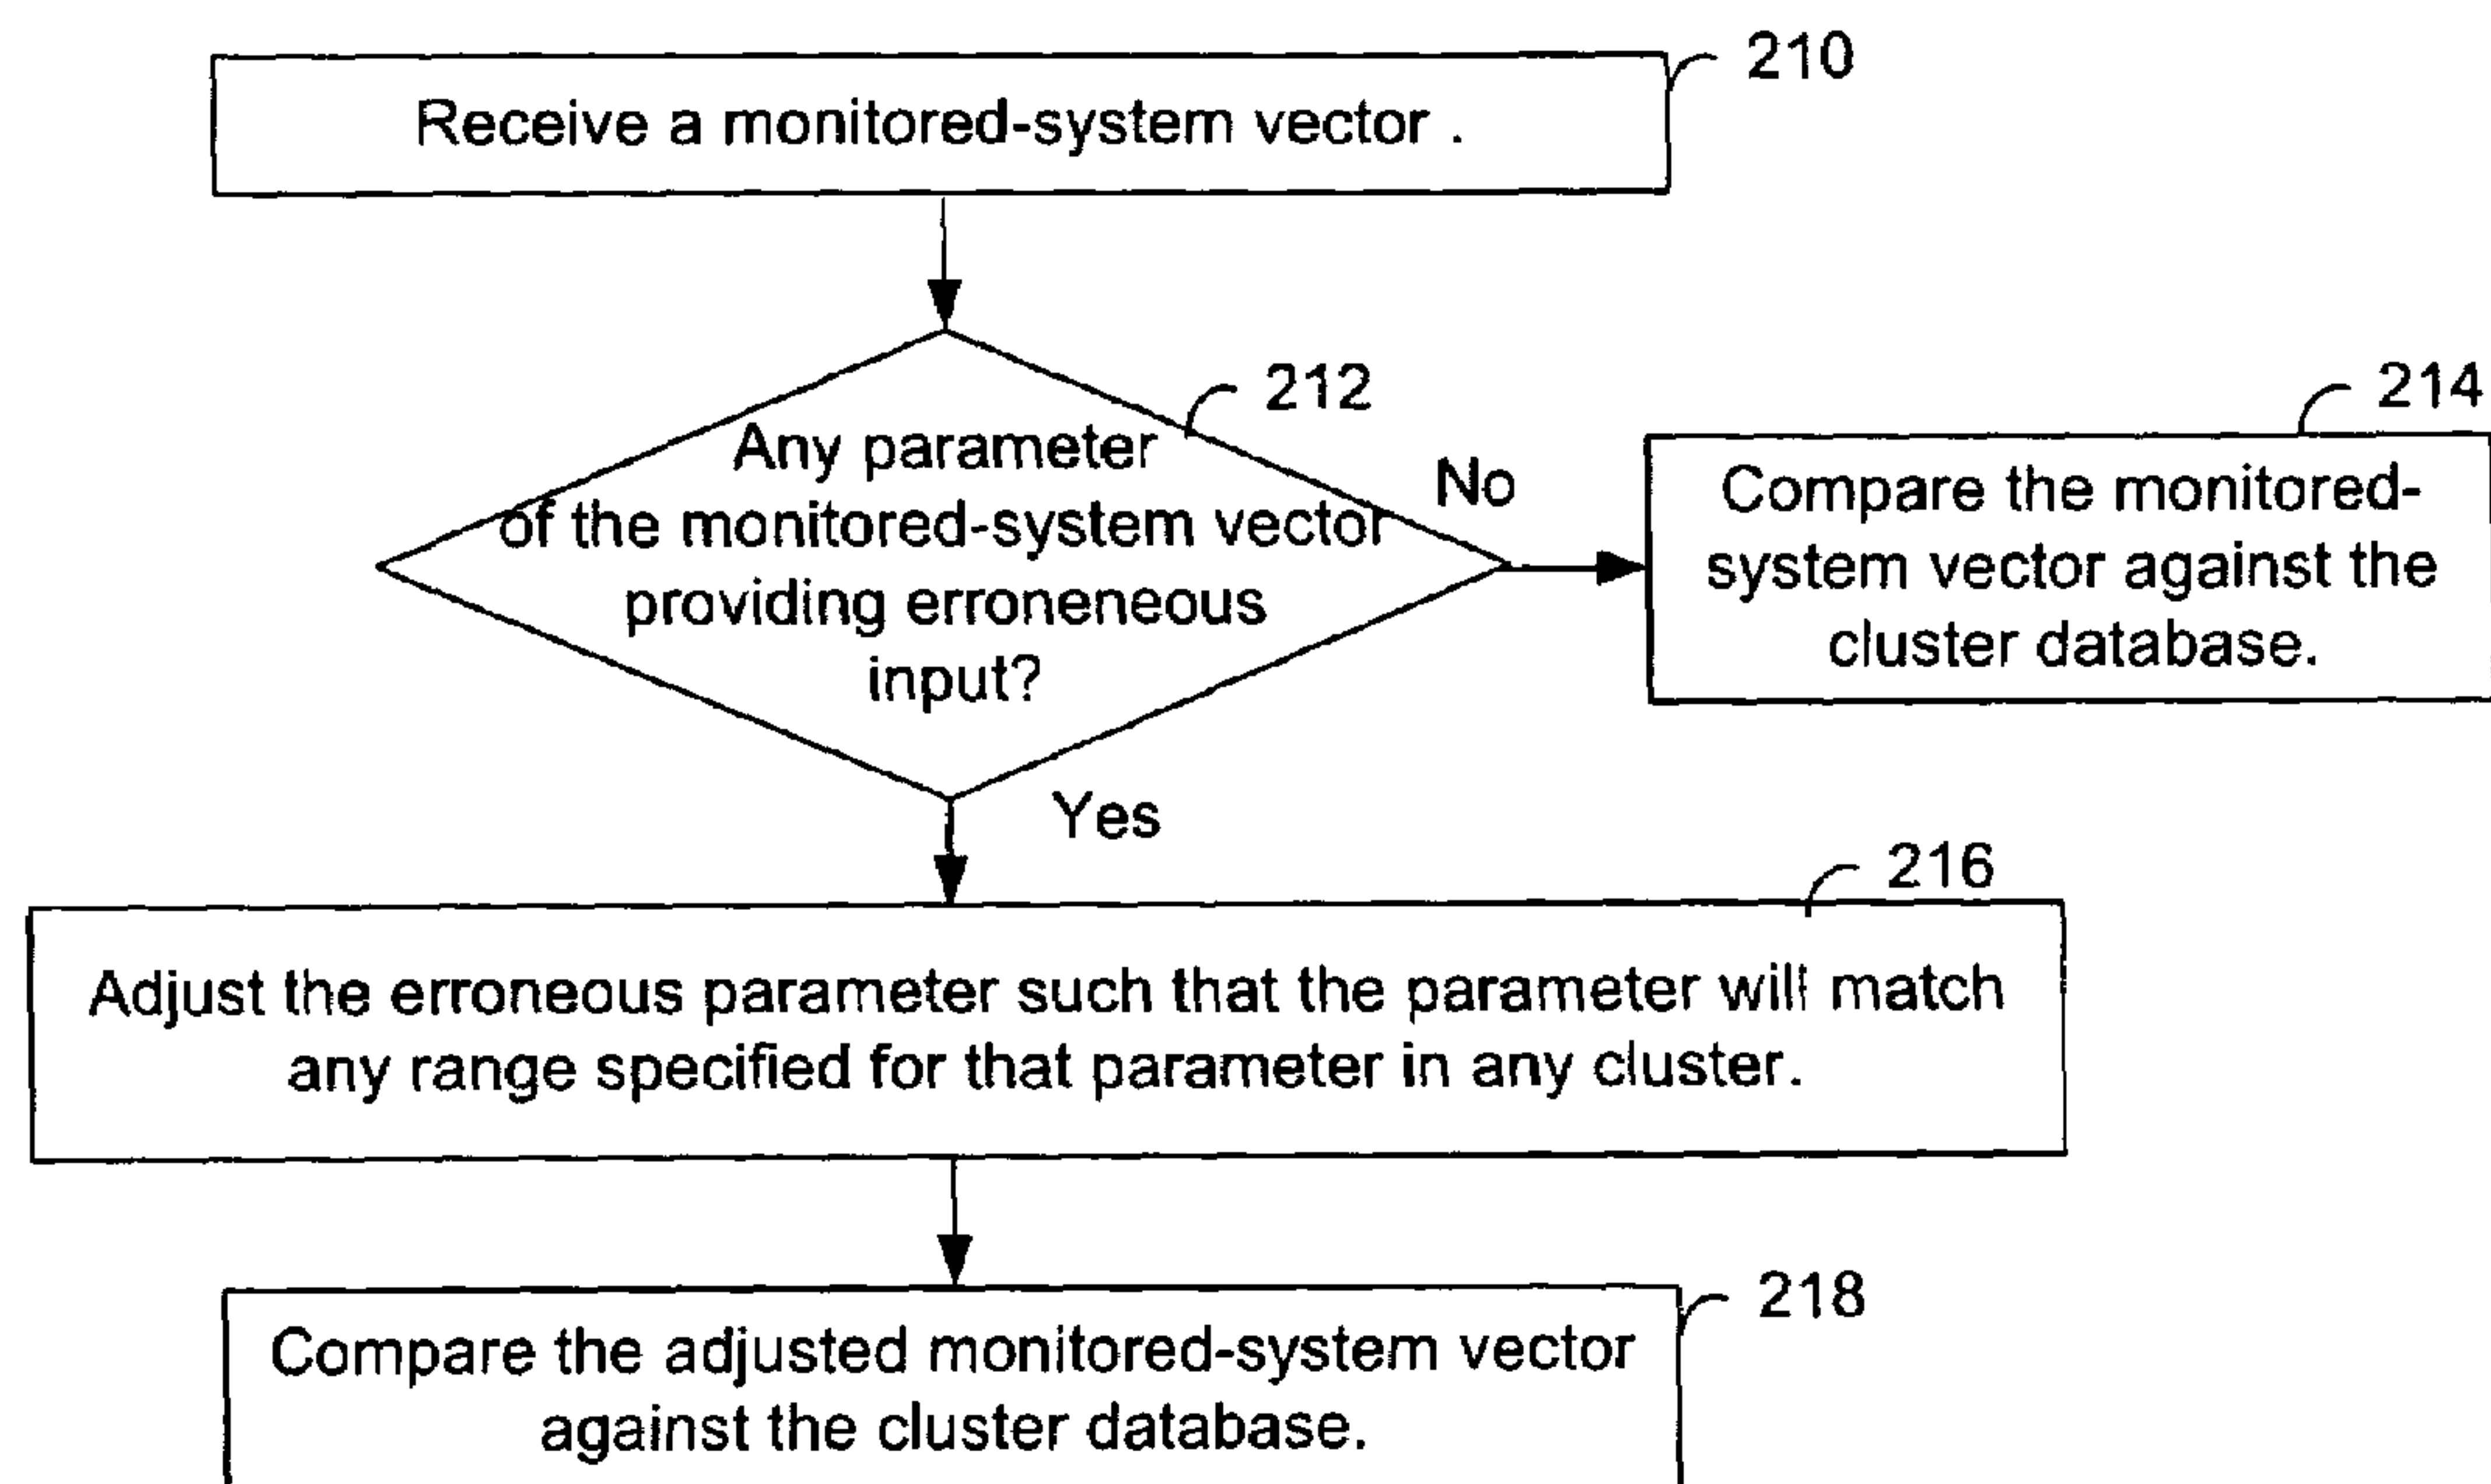 210
Receive a monitored-system vector .
212
Any parameter
of the monitored-system vector
providing erroneneous
input?
No
214
Compare the monitored-
system vector against the
cluster database.
Yes
216
Adjust the erroneous parameter such that the parameter will match
any range specified for that parameter in any cluster.
218
Compare the adjusted monitored-system vector
against the cluster database.